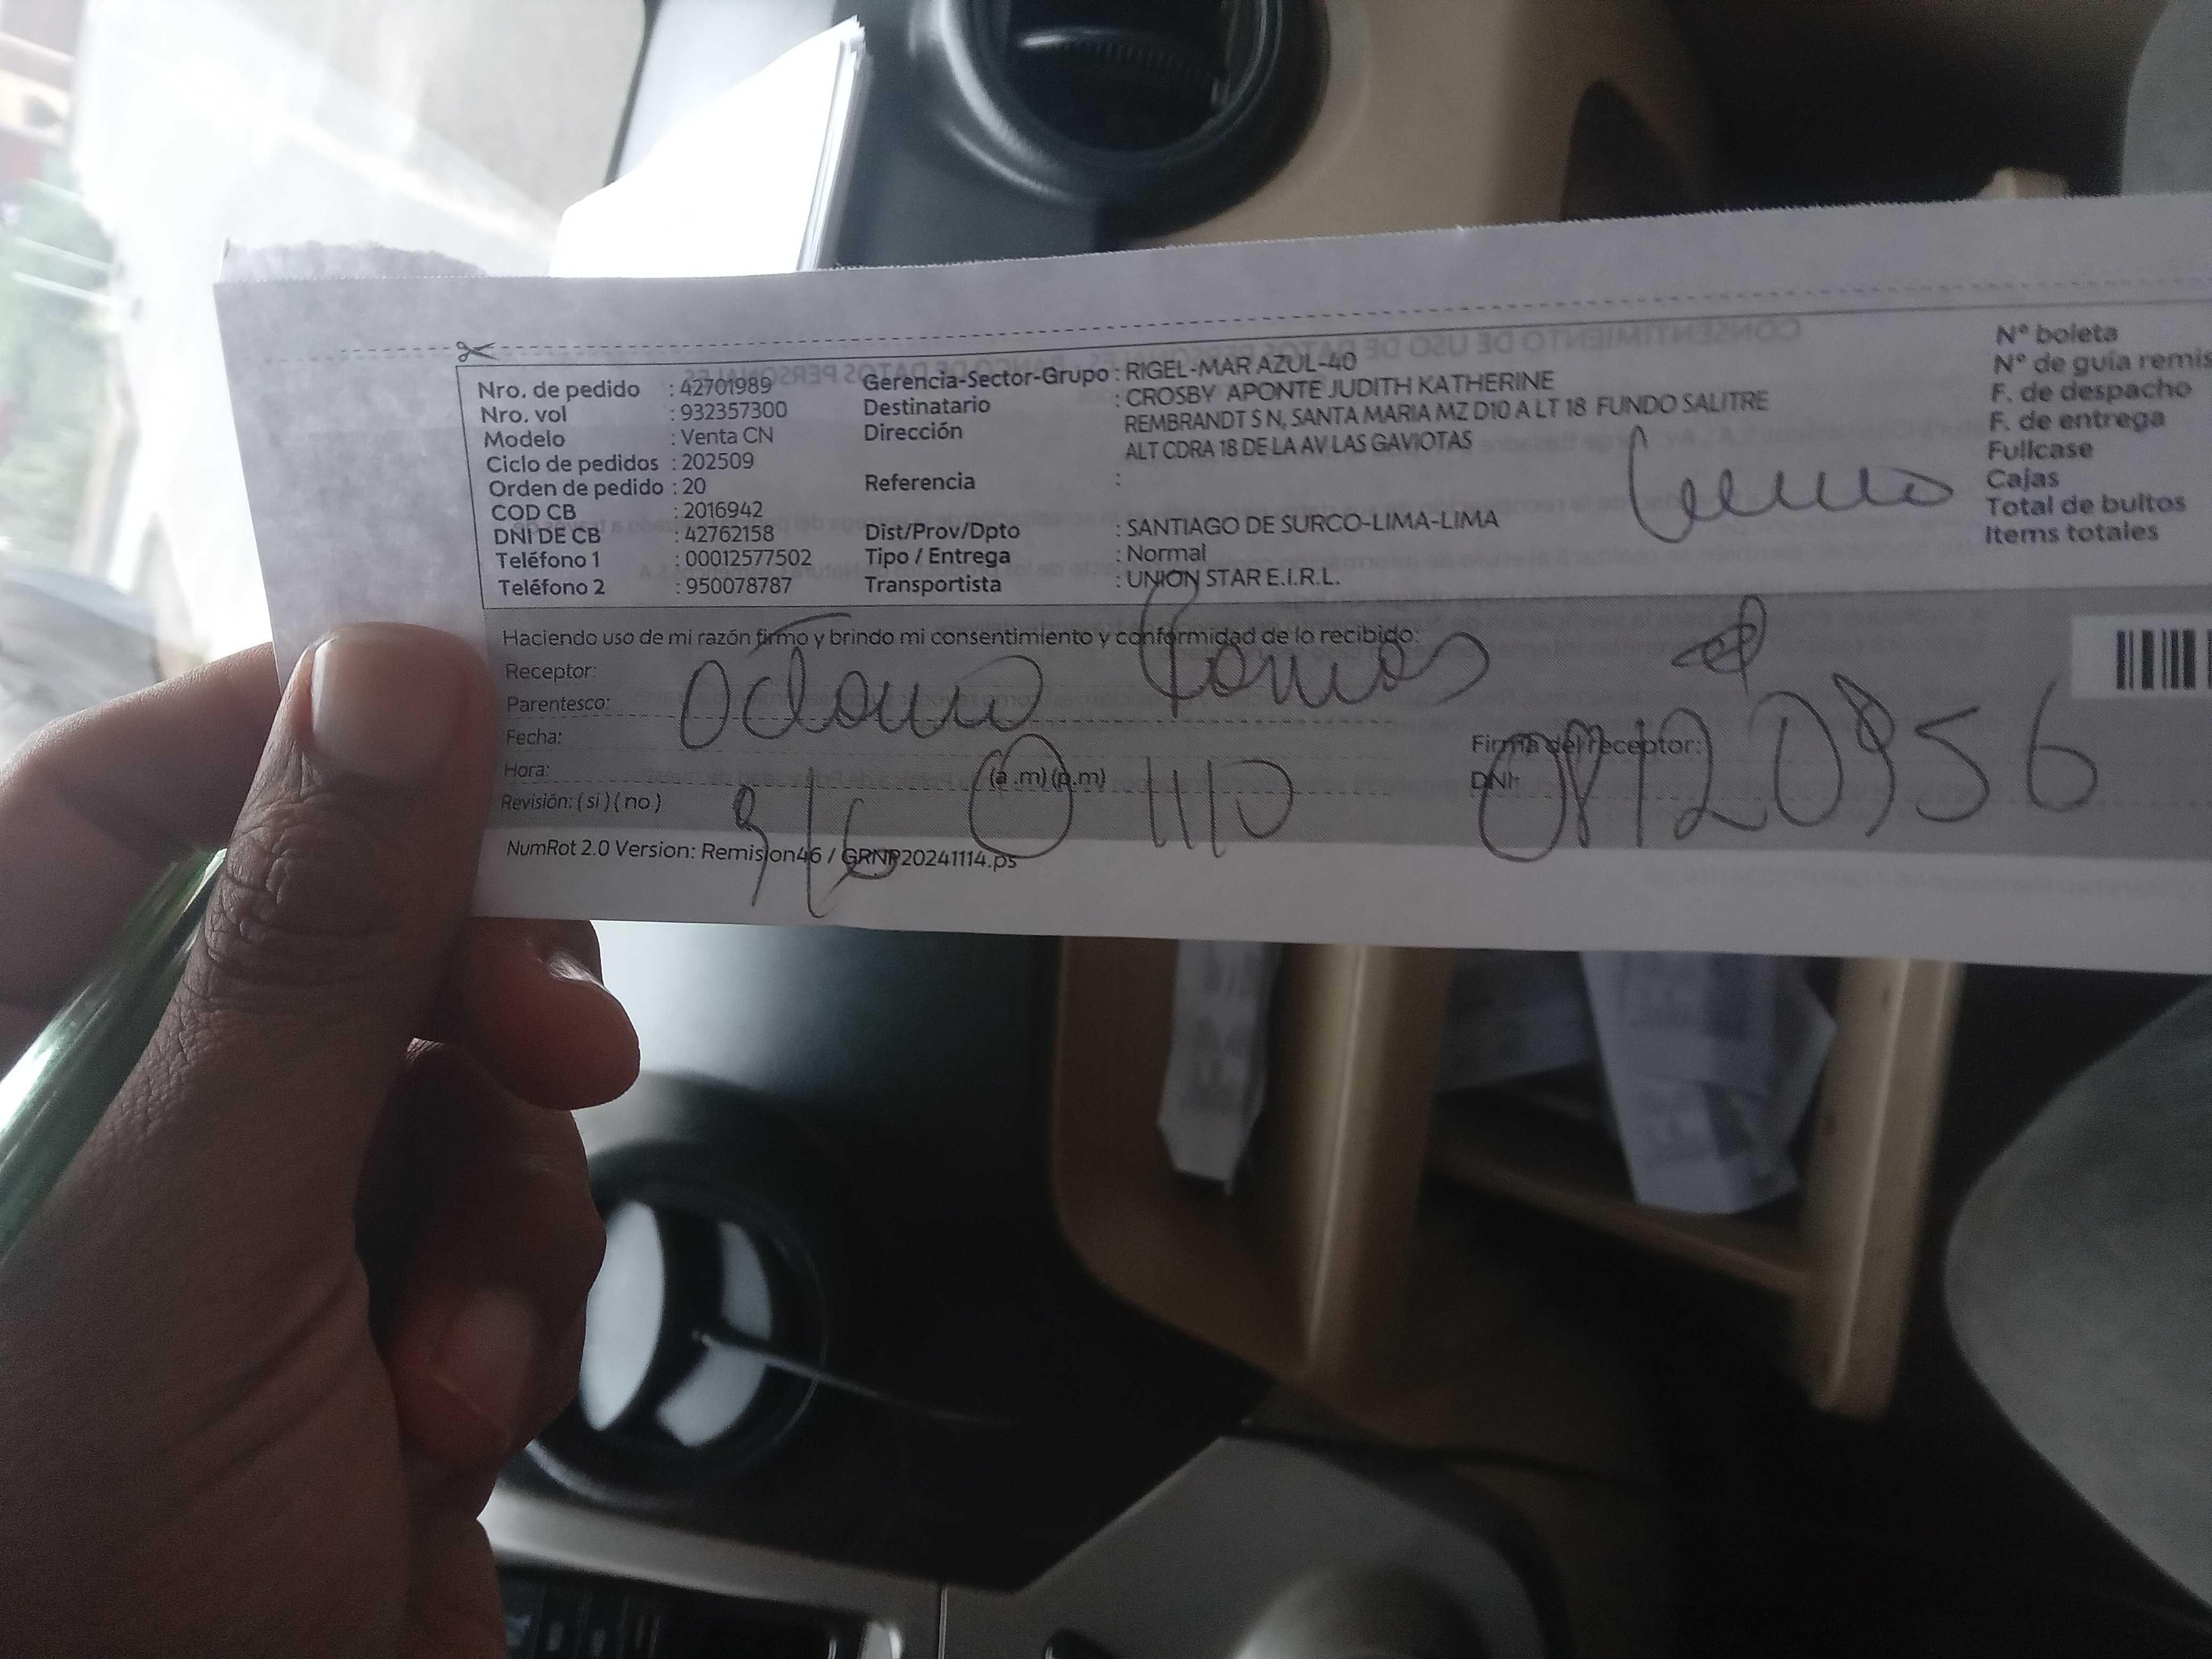 Nro. de pedido : 42701989
Nro. vol : 932357300
Modelo : Venta CN
Ciclo de pedidos : 202509
Orden de pedido : 20
COD CB : 2016942
DNI DE CB : 42762158
Teléfono 1 : 00012577502
Teléfono 2 : 950078787
Gerencia-Sector-Grupo : RIGEL-MAR AZUL-40
Destinatario : CROSBY APONTE JUDITH KATHERINE
Dirección REMBRANDT S N, SANTA MARIA MZ D10 A LT 18 FUNDO SALITRE
ALT CDRA 18 DE LA AV LAS GAVIOTAS
Referencia :
Dist/Prov/Dpto : SANTIAGO DE SURCO-LIMA-LIMA
Tipo / Entrega : Normal
Transportista : UNION STAR E.I.R.L.
N° boleta
N° de guía remis
F. de despacho
F. de entrega
Fullcase
Cajas
Total de bultos
Items totales
Haciendo uso de mi razón firmo y brindo mi consentimiento y conformidad de lo recibido:
Receptor:
Parentesco:
Ramos
Fecha:
Hora: (a .m) (p.m)
Revisión: ( si ) ( no )
9/6
1110
Firma del receptor:
DNI:
NumRot 2.0 Version: Remision46 / GRNP20241114.ps